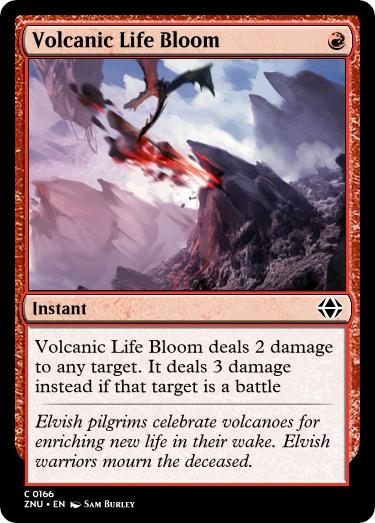 Volcanic Life Bloom
Instant
Volcanic Life Bloom deals 2 damage
to any target. It deals 3 damage
instead if that target is a battle
Elvish pilgrims celebrate volcanoes for
enriching new life in their wake. Elvish
warriors mourn the deceased.
C 0166
ZNU • EN Sam Burley